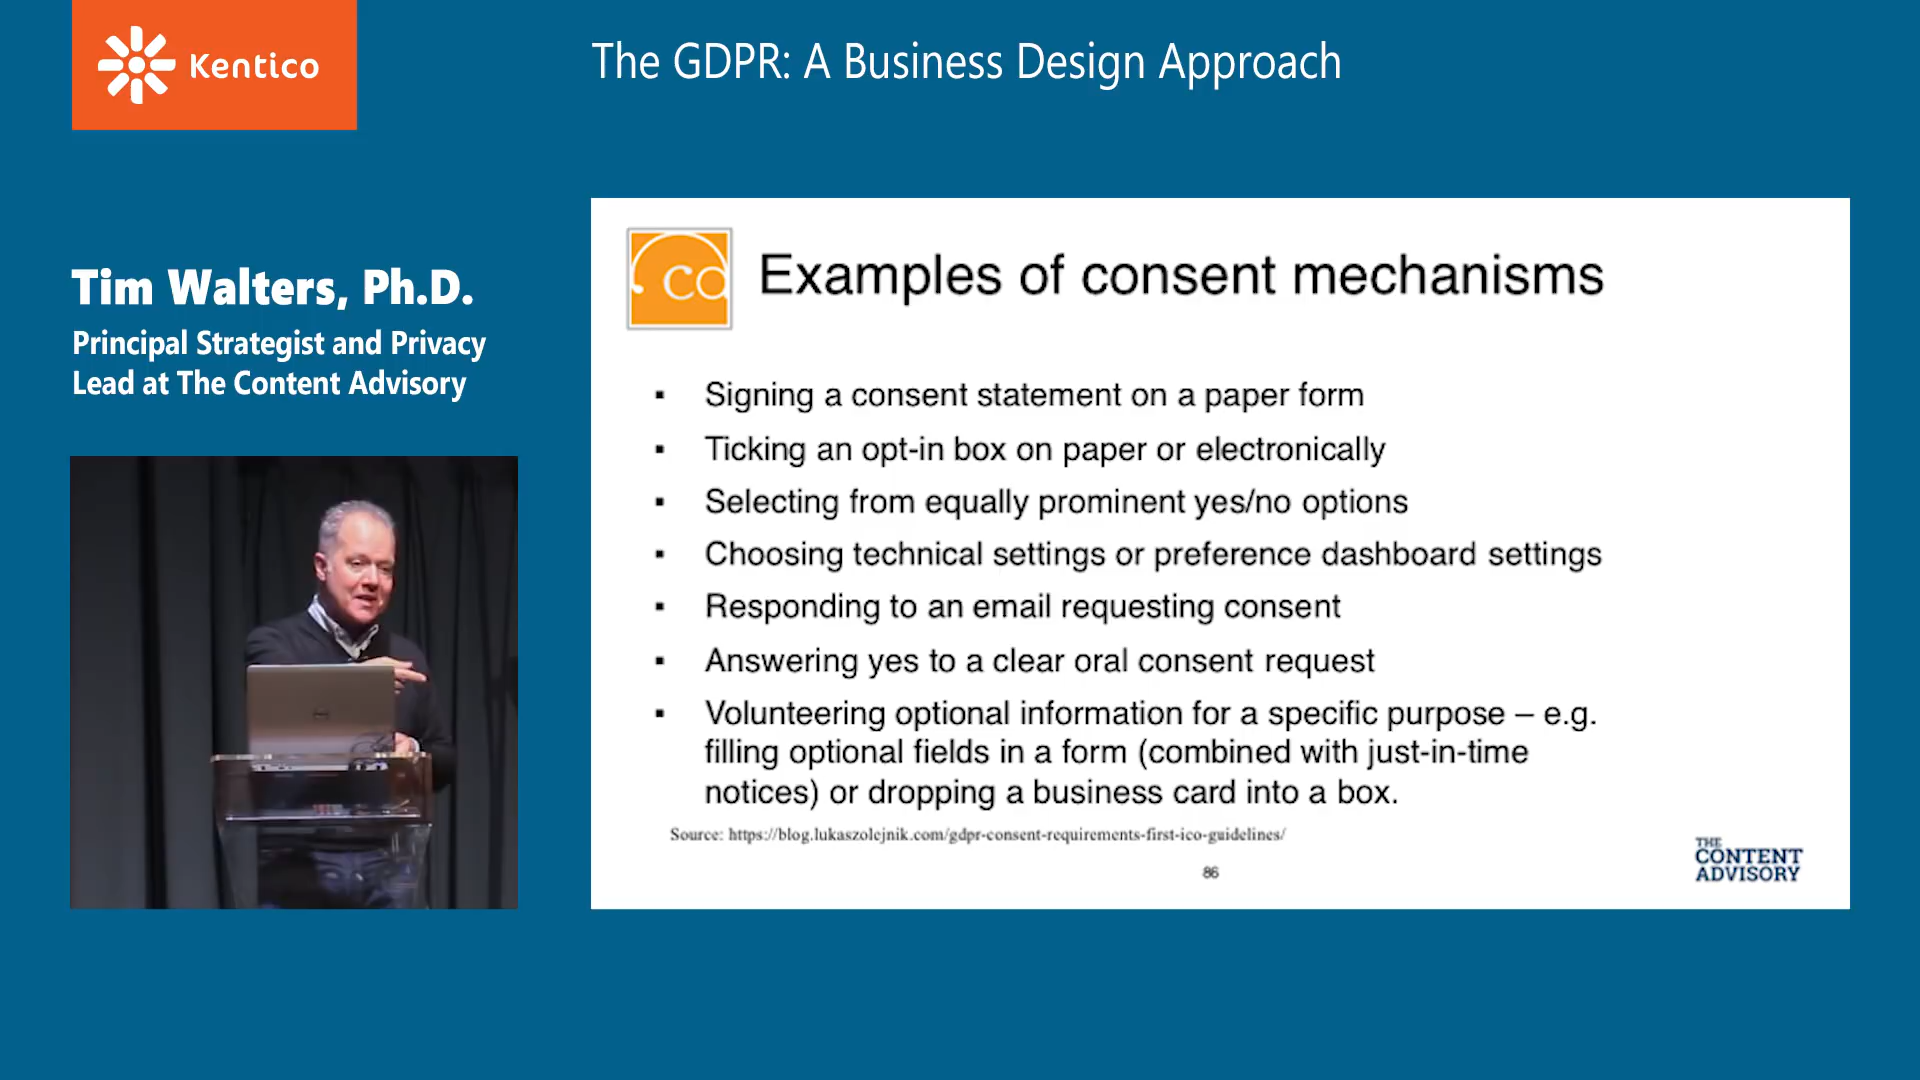 Kentico
The GDPR: A Business Design Approach
Tim Walters, Ph.D.
Principal Strategist and Privacy
Lead at The Content Advisory
ca
Examples of consent mechanisms
▪ Signing a consent statement on a paper form
▪ Ticking an opt-in box on paper or electronically
▪ Selecting from equally prominent yes/no options
▪ Choosing technical settings or preference dashboard settings
▪ Responding to an email requesting consent
▪ Answering yes to a clear oral consent request
▪ Volunteering optional information for a specific purpose – e.g.
filling optional fields in a form (combined with just-in-time
notices) or dropping a business card into a box.
Source: https://blog.lukaszolejnik.com/gdpr-consent-requirements-first-ico-guidelines/
86
THE
CONTENT
ADVISORY